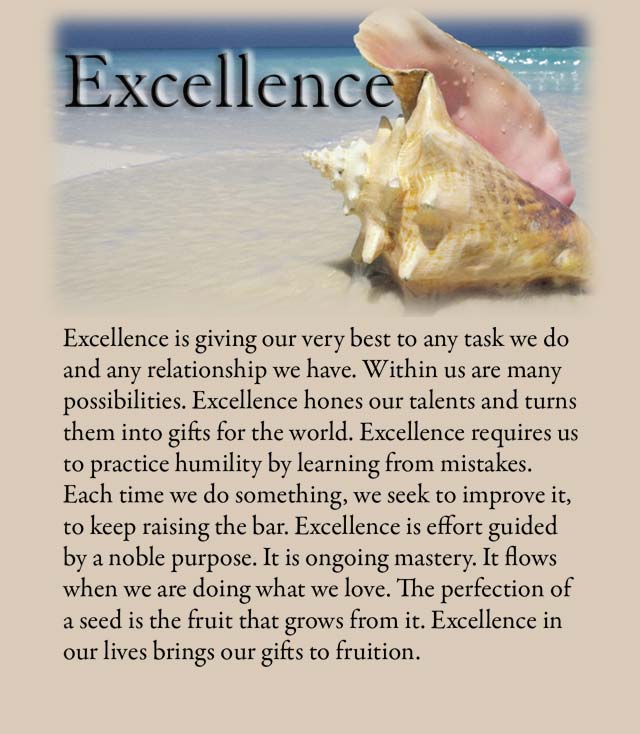 Excellence
Excellence is giving our very best to any task we do
and any relationship we have. Within us are many
possibilities. Excellence hones our talents and turns
them into gifts for the world. Excellence requires us
to practice humility by learning from mistakes.
Each time we do something, we seek to improve it,
to keep raising the bar. Excellence is effort guided
by a noble purpose. It is ongoing mastery. It flows
when we are doing what we love. The perfection of
a seed is the fruit that grows from it. Excellence in
our lives brings our gifts to fruition.